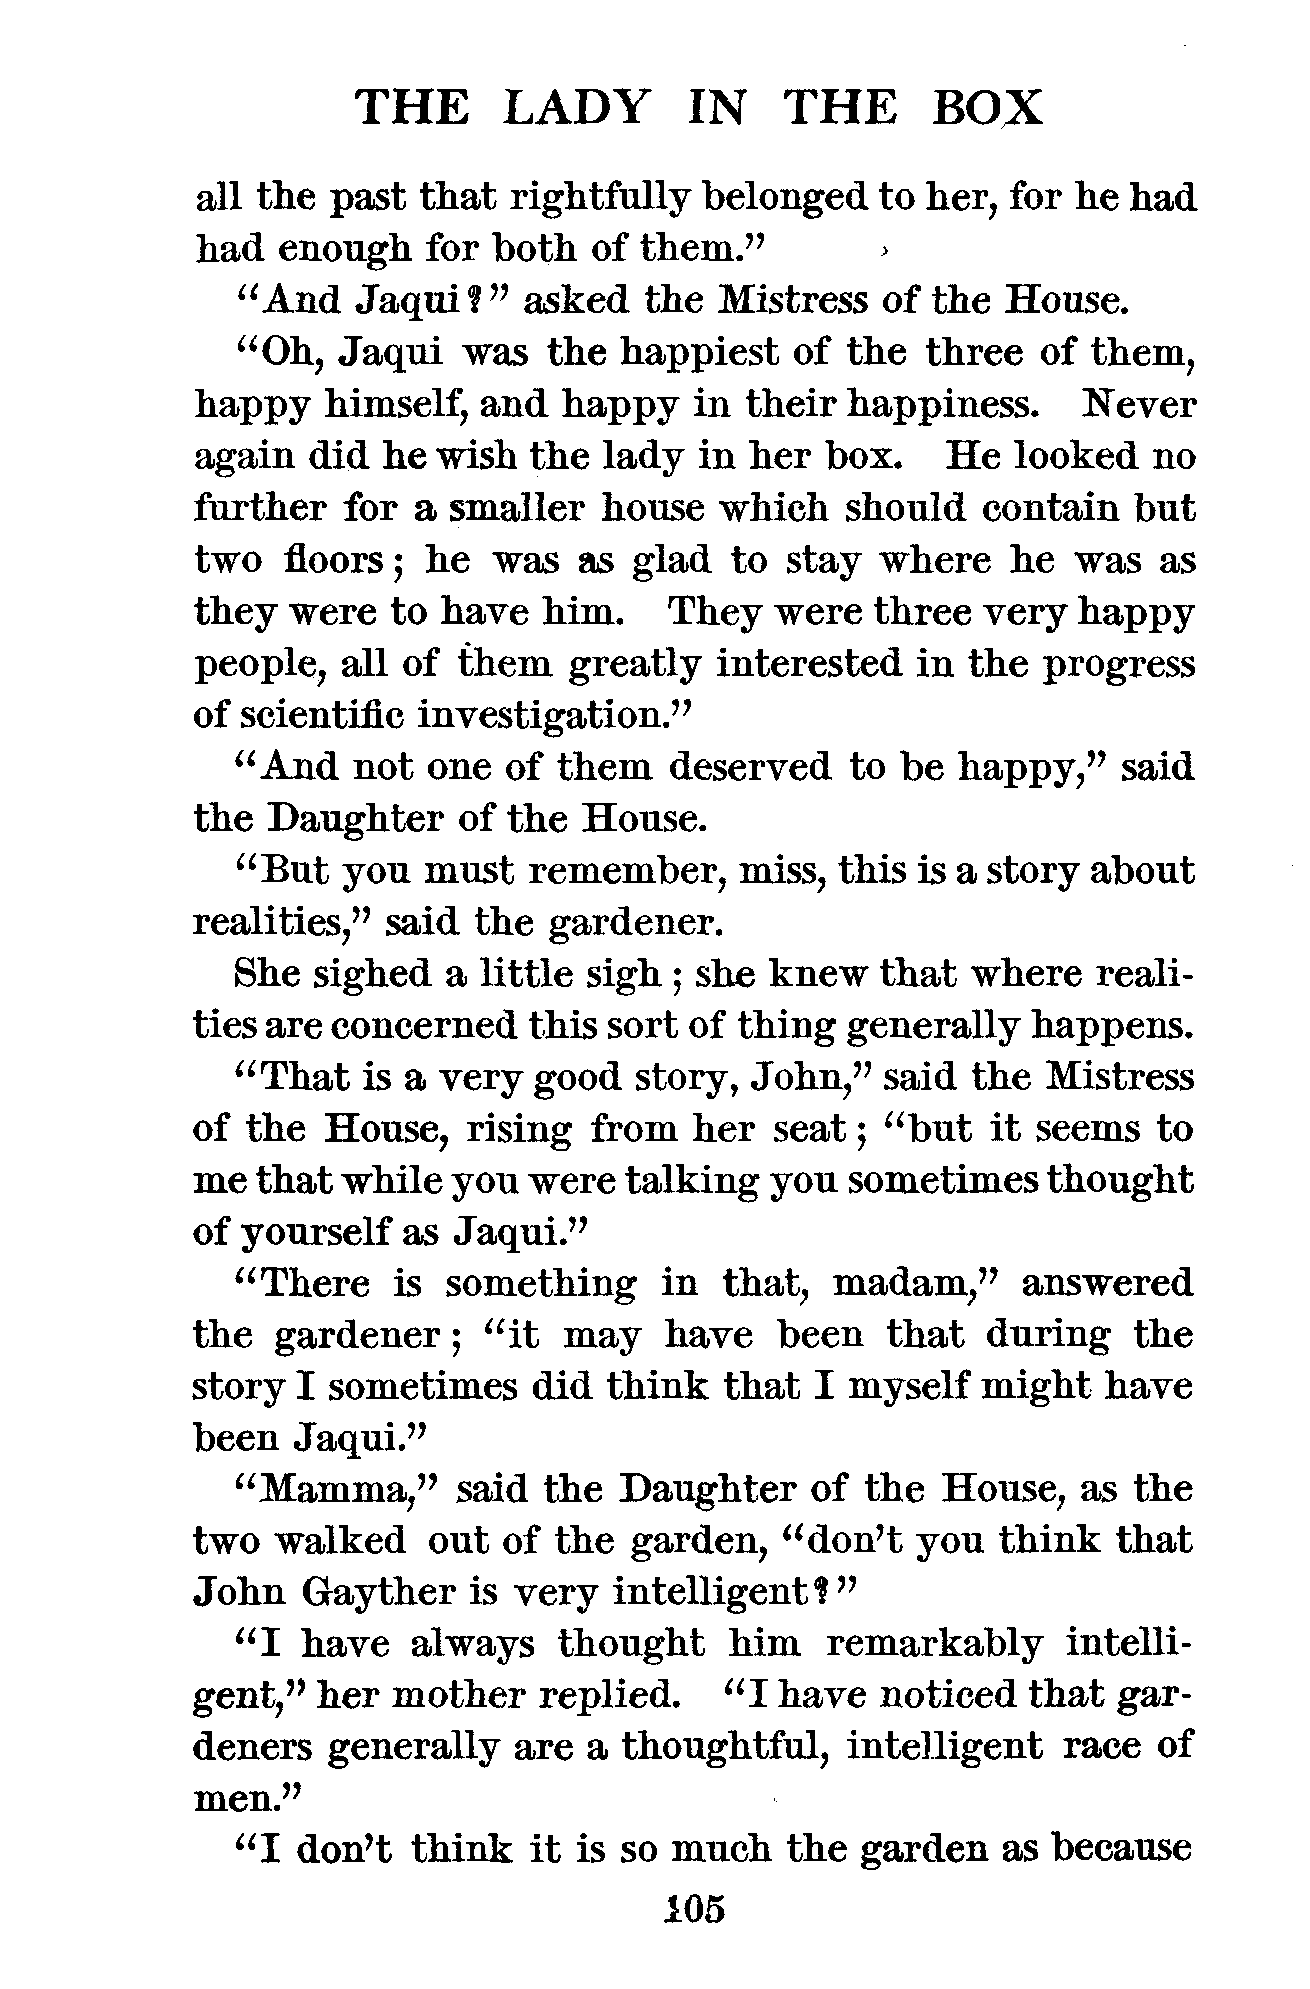 THE LADY IN THE BOX
all the past that rightfully belonged to her, for he had
had enough for both of them.”
“And Jaqui?” asked the Mistress of the House.
“Oh, Jaqui was the happiest of the three of them,
happy himself, and happy in their happiness. Never
again did he wish the lady in her box. He looked no
further for a smaller house which should contain but
two floors; he was as glad to stay where he was as
they were to have him. They were three very happy
people, all of them greatly interested in the progress
of scientific investigation.”
“And not one of them deserved to be happy,” said
the Daughter of the House.
“But you must remember, miss, this is a story about
realities,” said the gardener.
She sighed a little sigh; she knew that where reali-
ties are concerned this sort of thing generally happens.
“That is a very good story, John,” said the Mistress
of the House, rising from her seat; “but it seems to
me that while you were talking you sometimes thought
of yourself as Jaqui.”
“There is something in that, madam,” answered
the gardener; “it may have been that during the
story I sometimes did think that I myself might have
been Jaqui.”
“Mamma,” said the Daughter of the House, as the
two walked out of the garden, “don’t you think that
John Gayther is very intelligent?”
“I have always thought him remarkably intelli-
gent,” her mother replied. “I have noticed that gar-
deners generally are a thoughtful, intelligent race of
men.”
“I don’t think it is so much the garden as because
105